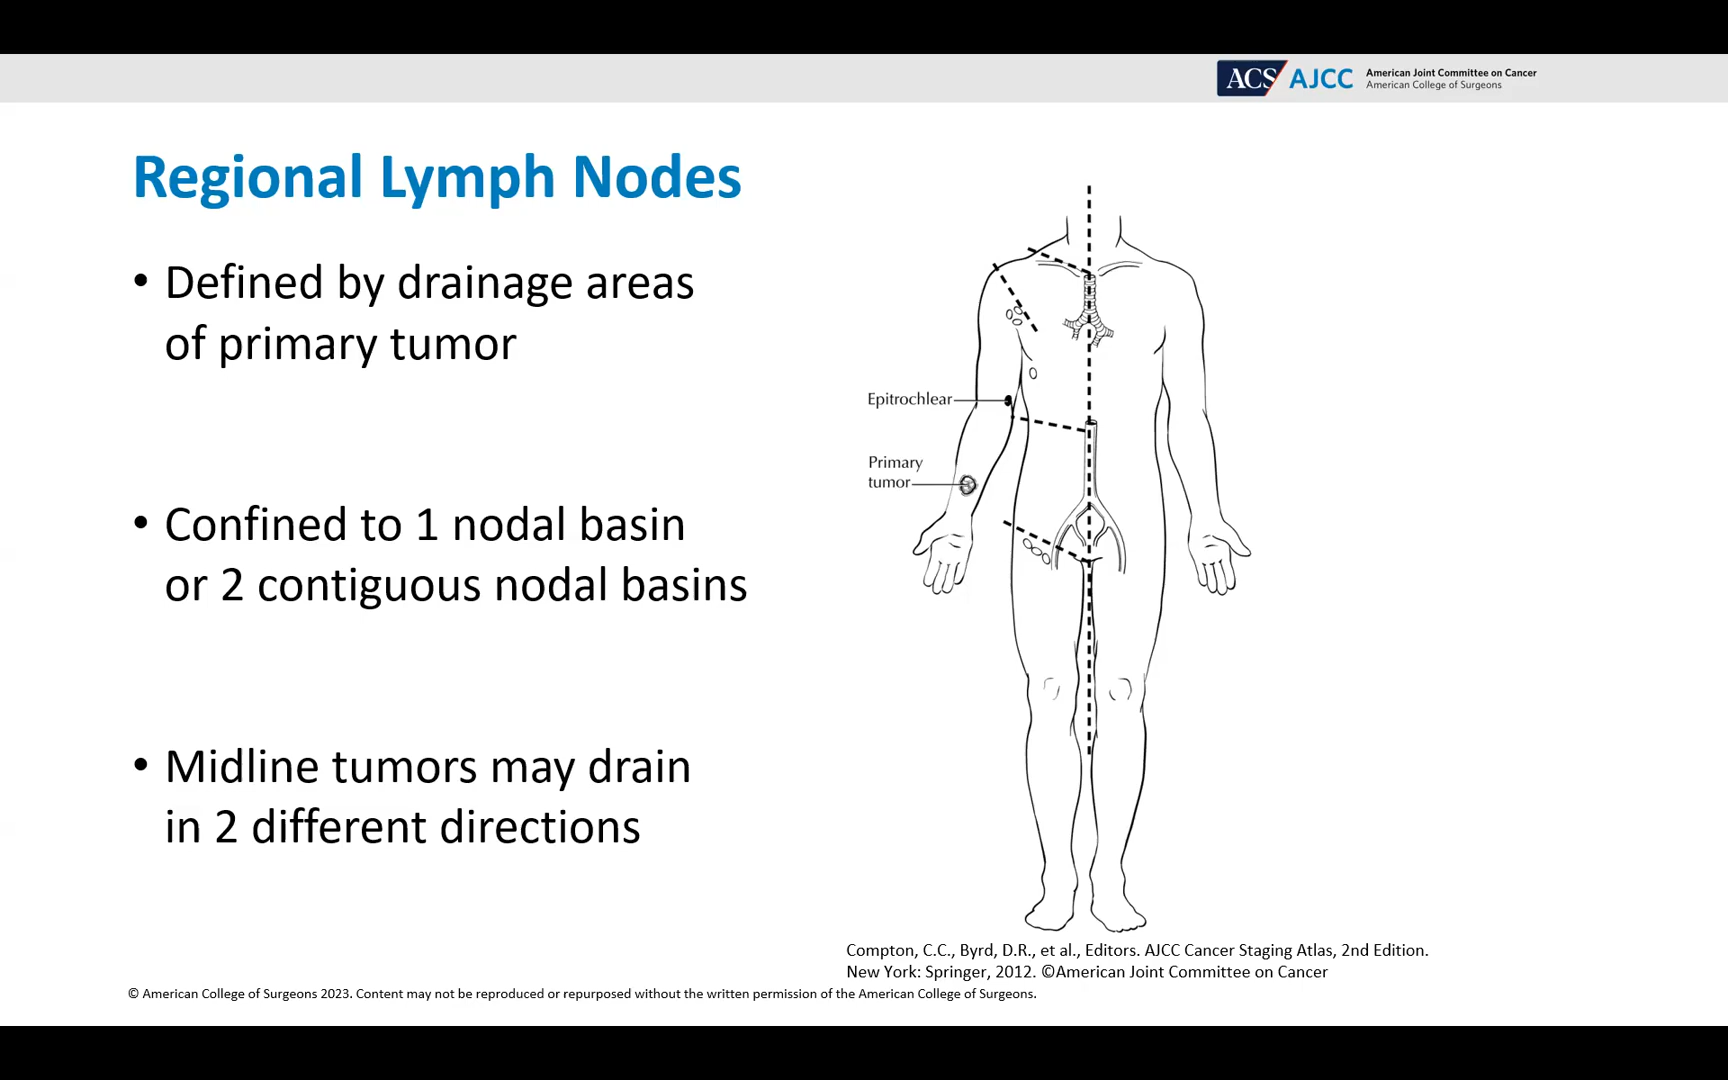 ACS AJCC American Joint Committee on Cancer
American College of Surgeons
Regional Lymph Nodes
• Defined by drainage areas
of primary tumor
• Confined to 1 nodal basin
or 2 contiguous nodal basins
• Midline tumors may drain
in 2 different directions
Epitrochlear
Primary
tumor
Compton, C.C., Byrd, D.R., et al., Editors. AJCC Cancer Staging Atlas, 2nd Edition.
New York: Springer, 2012. ©American Joint Committee on Cancer
© American College of Surgeons 2023. Content may not be reproduced or repurposed without the written permission of the American College of Surgeons.